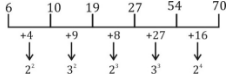 6 10 19 27 54 70
+4 +9 +8 +27 +16
2² 3² 2³ 3³ 2⁴